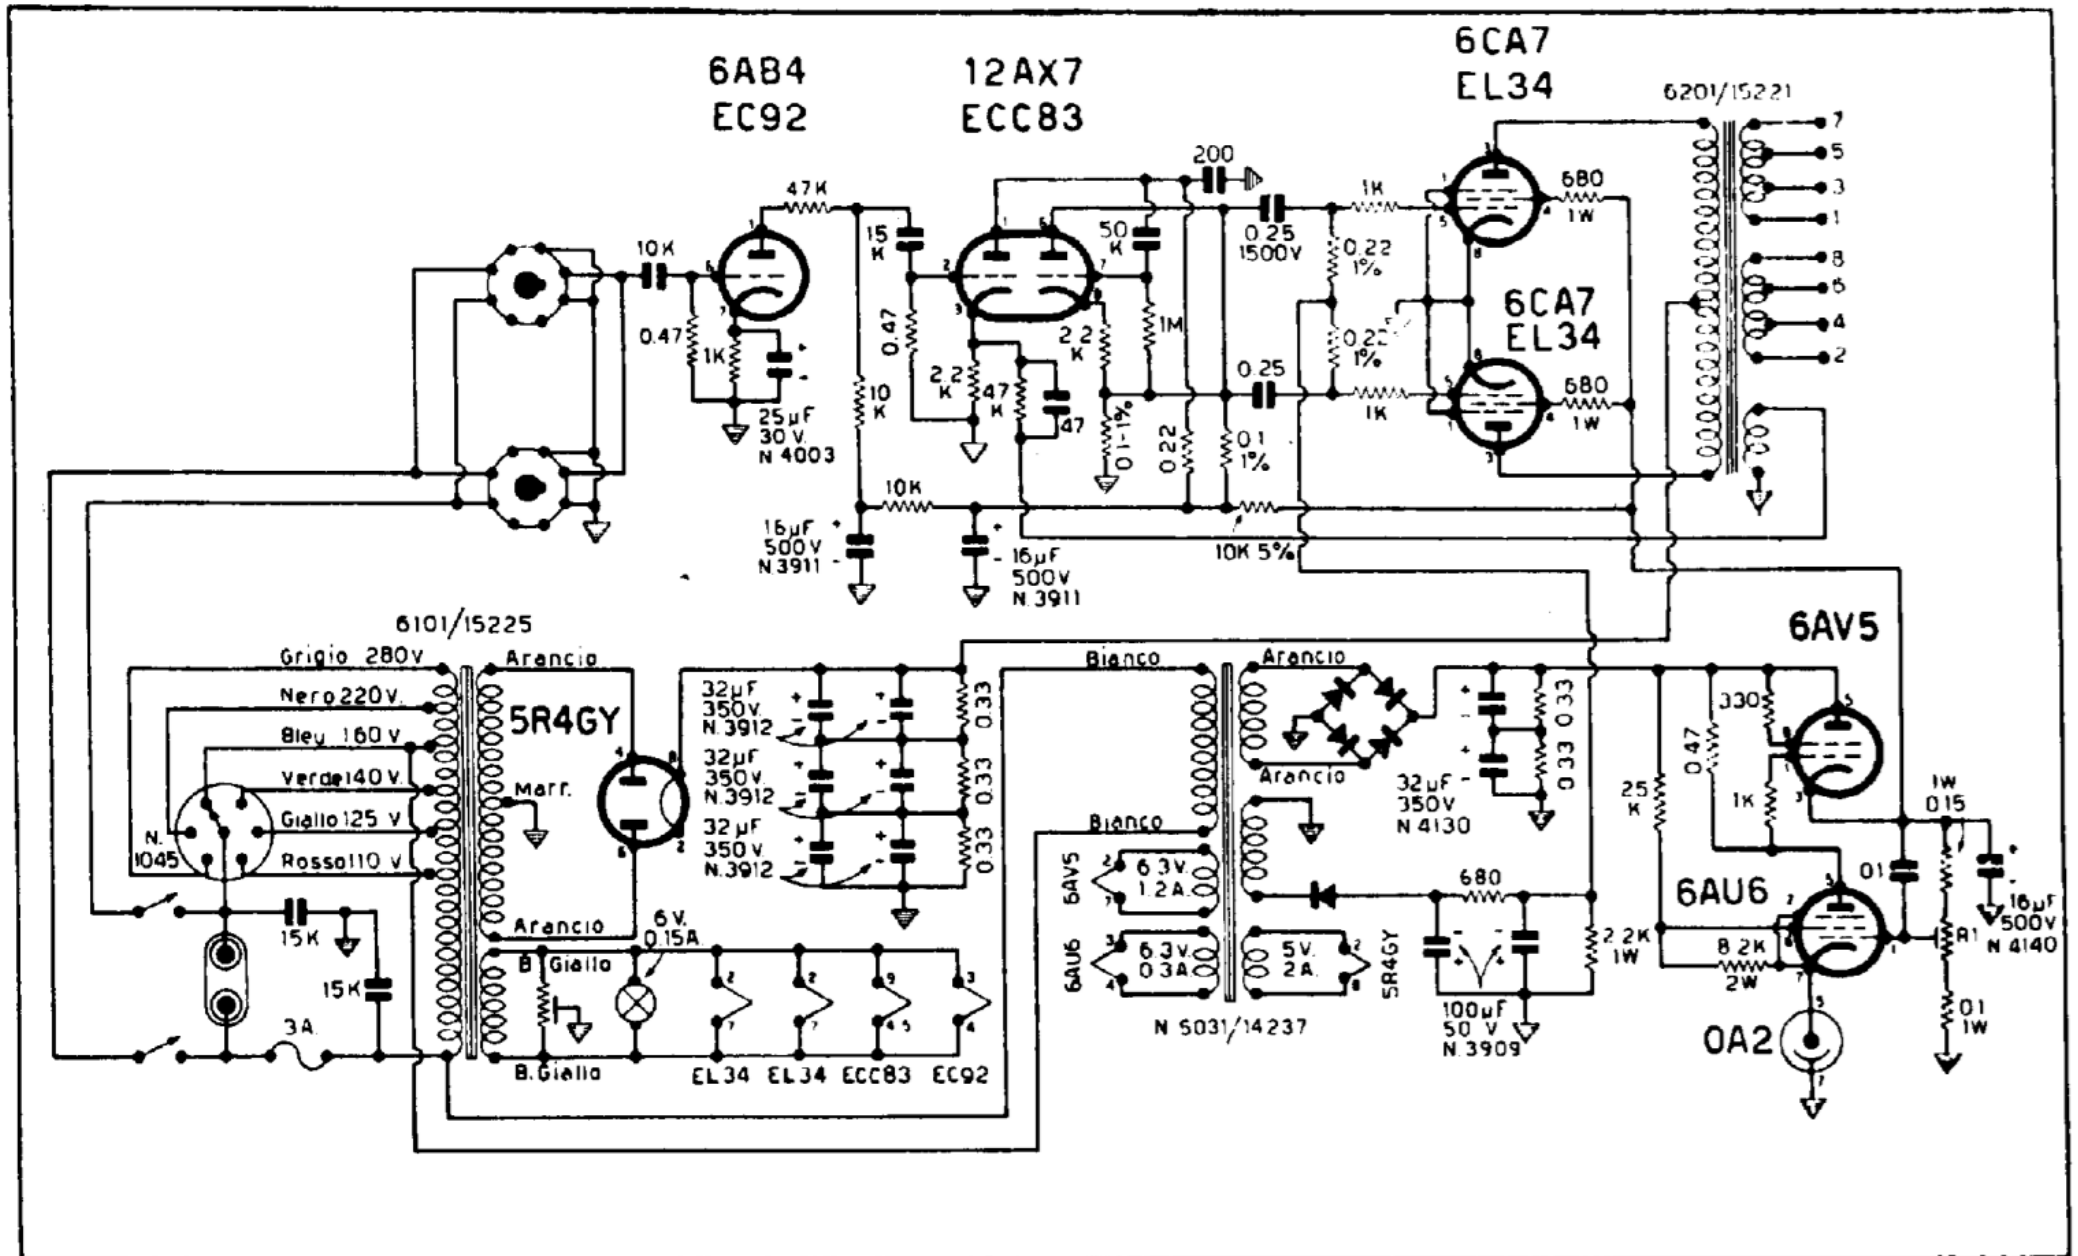 6AB4
EC92
12AX7
ECC83
6CA7
EL34
6201/15221
7
5
3
1
8
6
4
2
200
47K
10K
15
K
50
K
0.25
1500V
1K
0.22
1%
680
1W
6CA7
EL34
0.22
1%
1K
680
1W
0.47
1K
25µF
30 V.
N 4003
10
K
0.47
2.2
K
47
K
47
2.2
K
1M
0.1-1%
0.22
0.1
1%
0.25
10K
10K 5%
16µF
500V
N.3911
16µF
500V
N.3911
6101/15225
Grigio 280V
Nero 220 V.
Bleu 160 V
Verde 140 V.
Giallo 125 V
Rosso 110 V
N.
1045
Arancio
Marr.
Arancio
5R4GY
32µF
350V.
N.3912
32µF
350V.
N.3912
32µF
350V.
N.3912
0.33
0.33
0.33
15K
15K
3A.
B. Giallo
B. Giallo
6 V.
0.15A.
EL34
EL34
ECC83
EC92
Bianco
Bianco
Arancio
Arancio
6AV5
6.3V.
1.2A.
6AU6
6.3V.
0.3A.
5V.
2A.
5R4GY
N 5031/14237
32µF
350V
N 4130
0.33
0.33
680
100µF
50 V.
N.3909
2.2K
1W
6AV5
330
0.47
25
K
1K
1W
0.15
6AU6
8.2K
2W
01
R1
16µF
500V
N 4140
01
1W
OA2